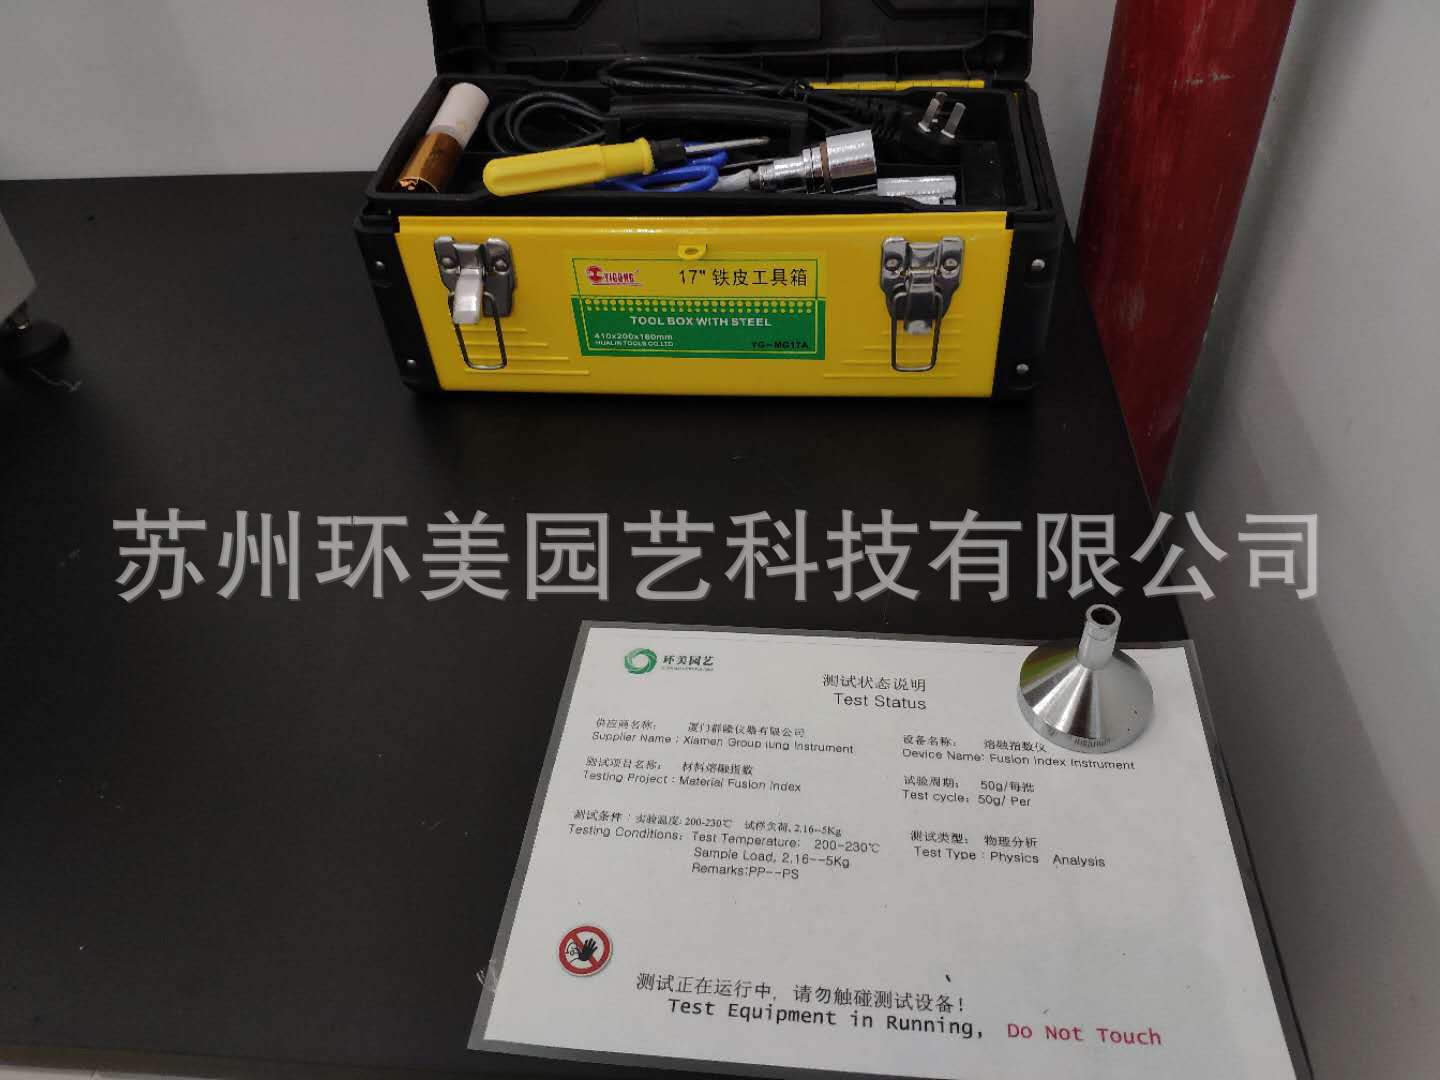 YIGONG
17" 铁皮工具箱
TOOL BOX WITH STEEL
410x200x180mm
HUALIN TOOLS CO.LTD
YG-MG17A
苏州环美园艺科技有限公司
环美园艺
测试状态说明
Test Status
供应商名称： 厦门群隆仪器有限公司
Supplier Name：Xiamen Group lung Instrument
设备名称： 熔融指数仪
Device Name: Fusion Index Instrument
测试项目名称： 材料熔融指数
Testing Project：Material Fusion Index
试验周期： 50g/每批
Test cycle：50g/ Per
测试条件：实验温度: 200-230℃ 试样负荷, 2.16--5Kg
Testing Conditions：Test Temperature： 200-230℃
Sample Load, 2.16--5Kg
Remarks:PP--PS
测试类型： 物理分析
Test Type：Physics Analysis
测试正在运行中, 请勿触碰测试设备！
Test Equipment in Running, Do Not Touch